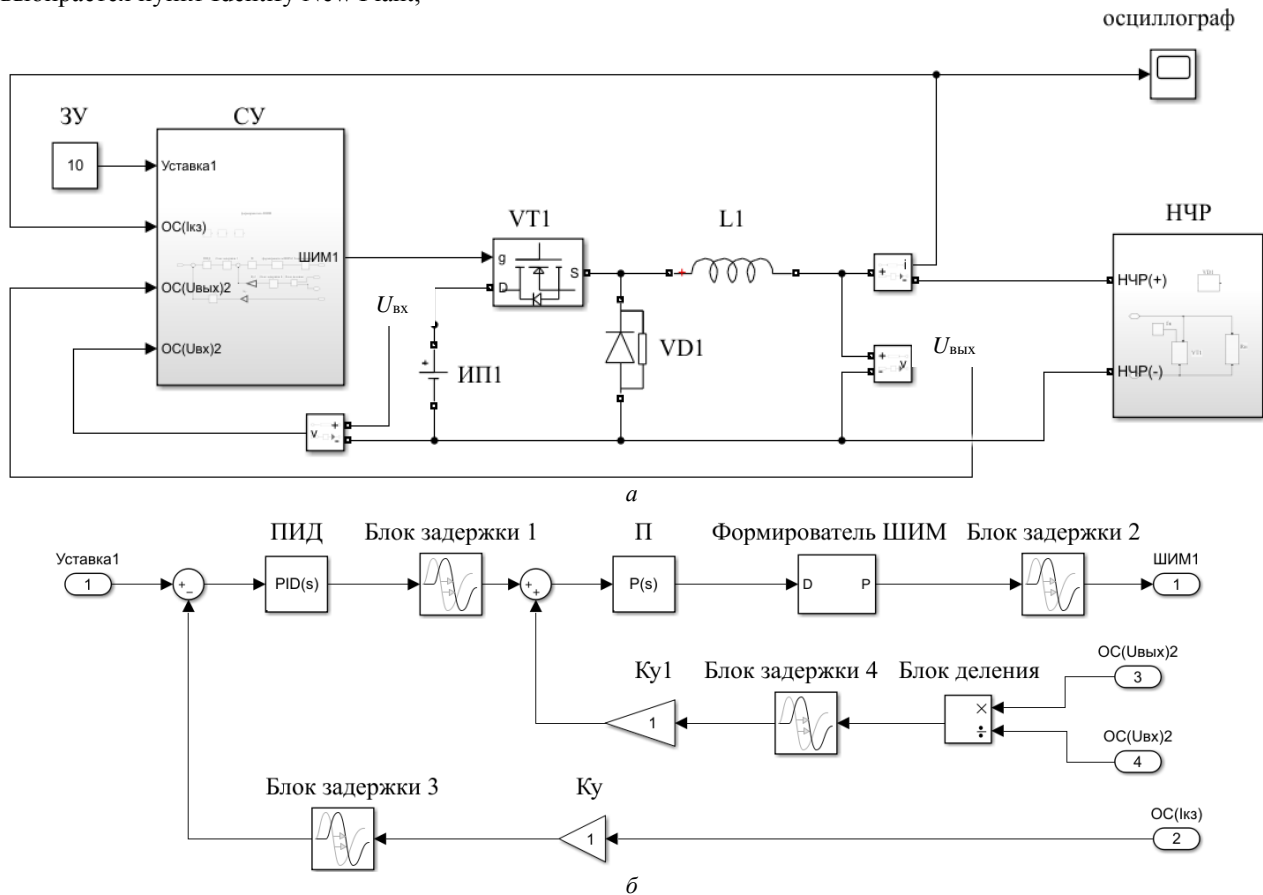 осциллограф
ЗУ
СУ
10
Уставка1
ОС(Iкз)
ОС(Uвых)2
ОС(Uвх)2
ШИМ1
VT1
g
D
S
L1
i
+
-
НЧР
НЧР(+)
НЧР(-)
VD1
Uвх
Uвых
ИП1
+
v
+
-
+
-
v
а
ПИД
Блок задержки 1
П
Формирователь ШИМ
Блок задержки 2
Уставка1
1
+
−
PID(s)
+
+
P(s)
D
P
ШИМ1
1
Ку1
Блок задержки 4
Блок деления
ОС(Uвых)2
3
1
×
÷
ОС(Uвх)2
4
Блок задержки 3
Ку
ОС(Iкз)
1
2
б